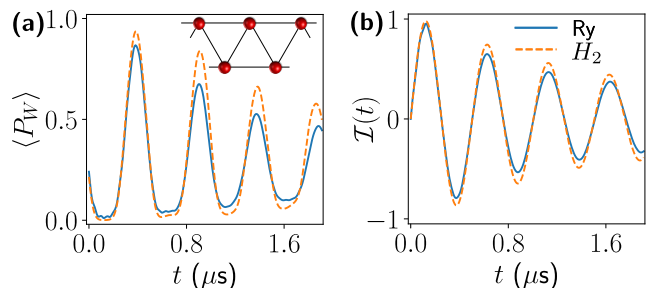 (a)
1.0
0.5
0.0
⟨P_W⟩
0.0
0.8
1.6
t (μs)
(b)
1
0
−1
I(t)
Ry
H_2
0.0
0.8
1.6
t (μs)